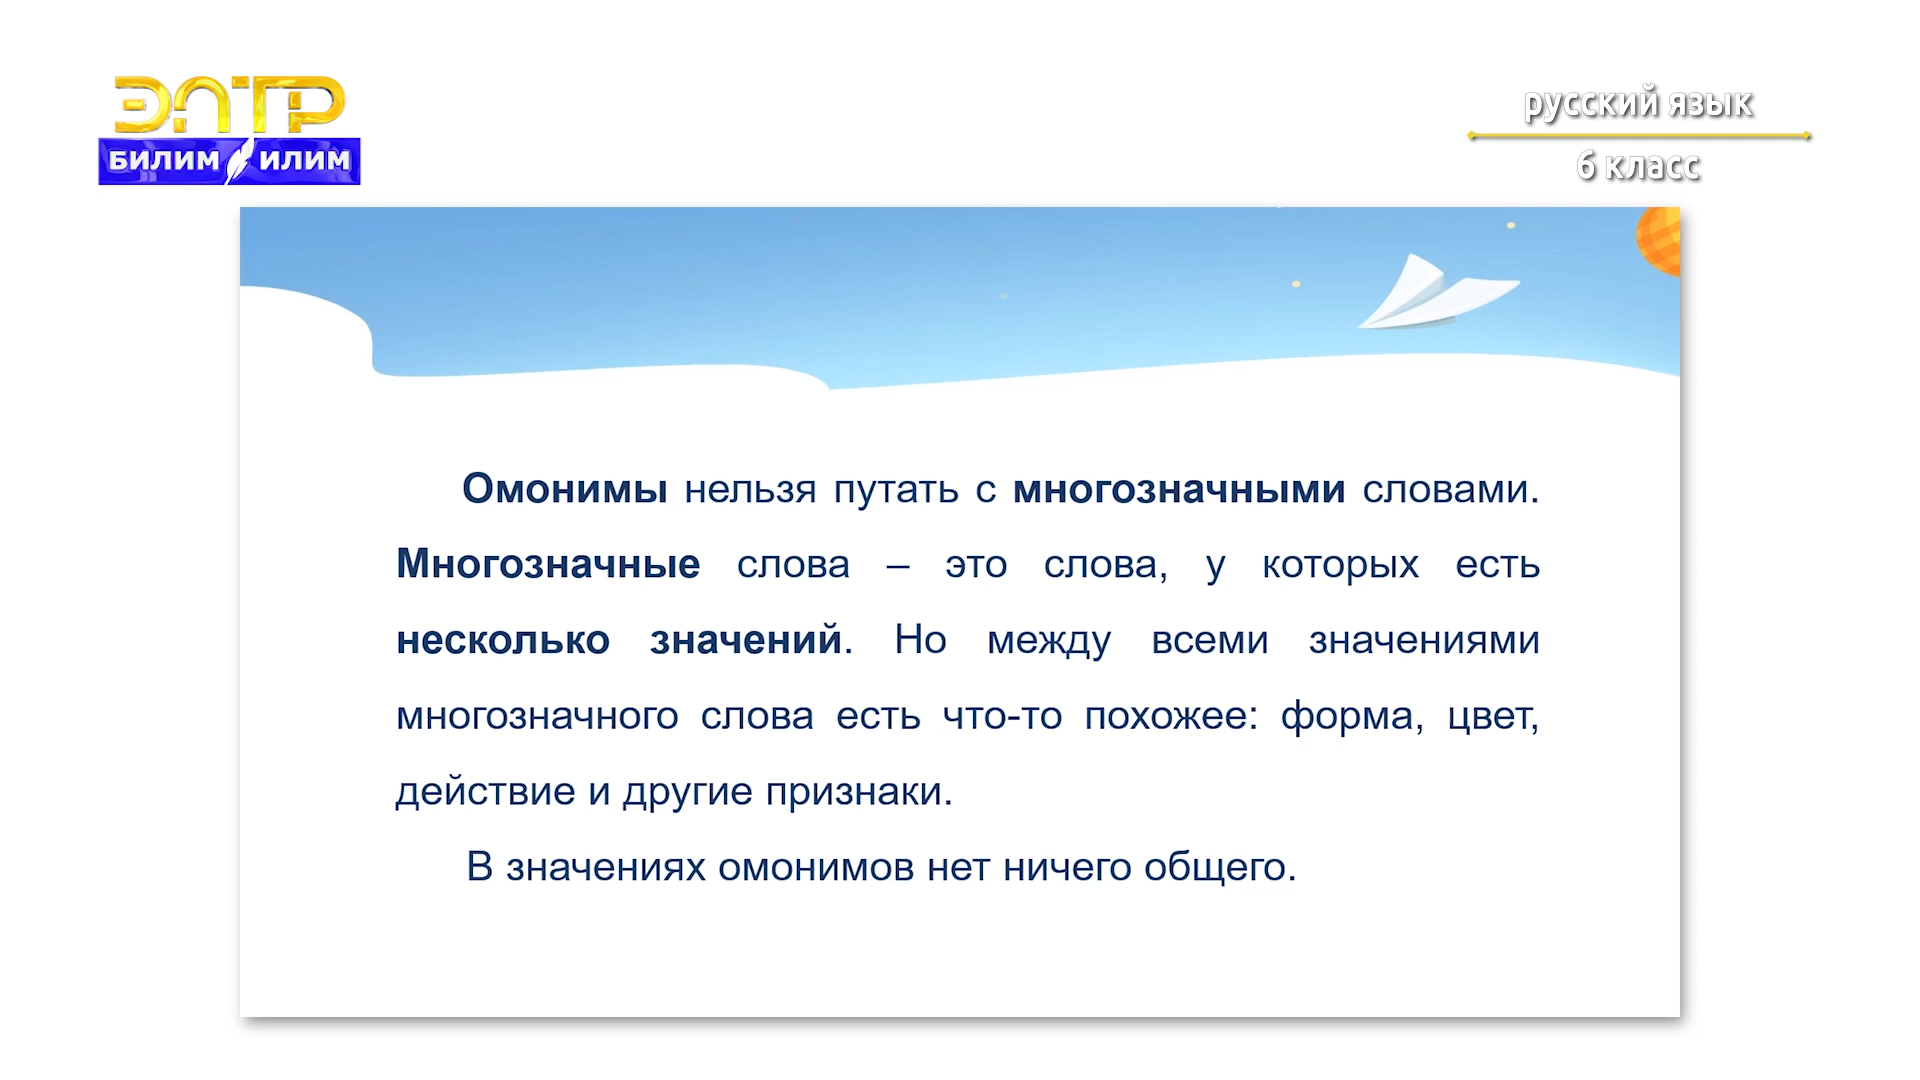 ЭЛТР
БИЛИМ ИЛИМ
русский язык
6 класс
Омонимы нельзя путать с многозначными словами.
Многозначные слова – это слова, у которых есть
несколько значений. Но между всеми значениями
многозначного слова есть что-то похожее: форма, цвет,
действие и другие признаки.
В значениях омонимов нет ничего общего.